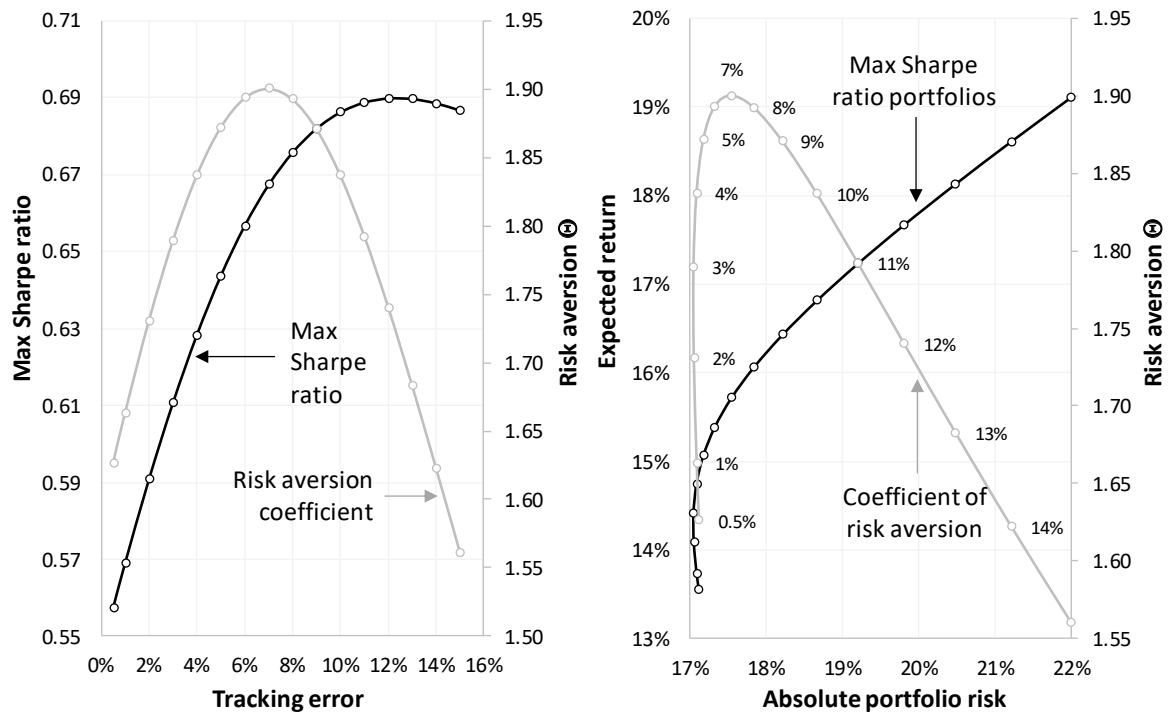 0.71
0.69
0.67
0.65
0.63
0.61
0.59
0.57
0.55
Max Sharpe ratio
1.95
1.90
1.85
1.80
1.75
1.70
1.65
1.60
1.55
1.50
Risk aversion Θ
Max
Sharpe
ratio
Risk aversion
coefficient
0% 2% 4% 6% 8% 10% 12% 14% 16%
Tracking error
20%
19%
18%
17%
16%
15%
14%
13%
Expected return
1.95
1.90
1.85
1.80
1.75
1.70
1.65
1.60
1.55
Risk aversion Θ
Max Sharpe
ratio portfolios
7%
8%
5%
9%
4%
10%
3%
11%
2%
12%
1%
13%
0.5%
14%
Coefficient of
risk aversion
17% 18% 19% 20% 21% 22%
Absolute portfolio risk